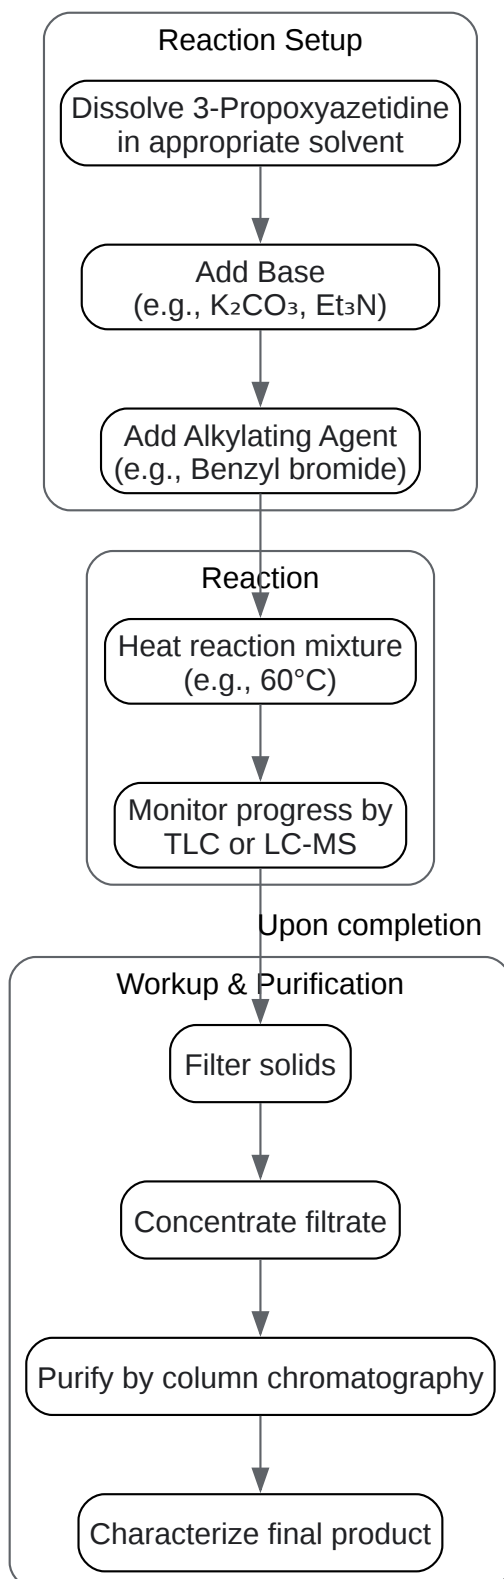 Reaction Setup
Dissolve 3-Propoxyazetidine
in appropriate solvent
Add Base
(e.g., K₂CO₃, Et₃N)
Add Alkylating Agent
(e.g., Benzyl bromide)
Reaction
Heat reaction mixture
(e.g., 60°C)
Monitor progress by
TLC or LC-MS
Upon completion
Workup & Purification
Filter solids
Concentrate filtrate
Purify by column chromatography
Characterize final product